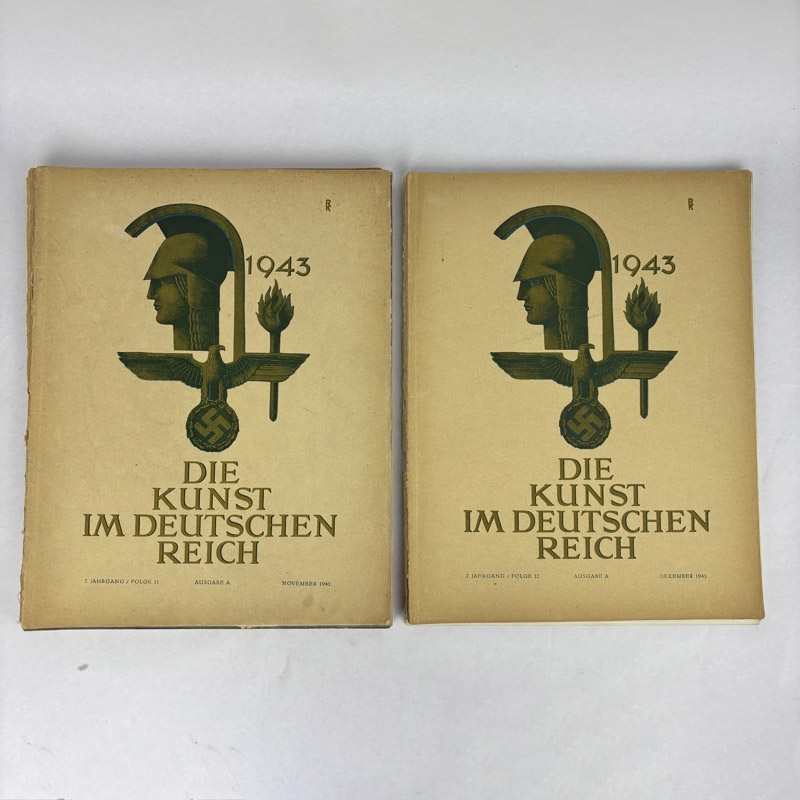 1943
DIE
KUNST
IM DEUTSCHEN
REICH
7. JAHRGANG / FOLGE 11 AUSGABE A NOVEMBER 1943
1943
DIE
KUNST
IM DEUTSCHEN
REICH
7. JAHRGANG / FOLGE 12 AUSGABE A DEZEMBER 1943